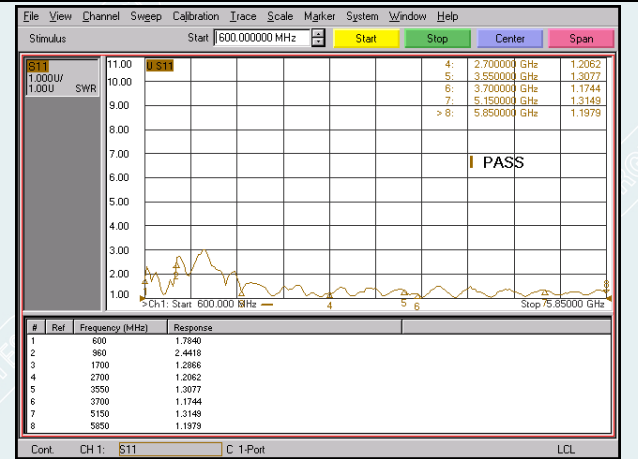 File View Channel Sweep Calibration Trace Scale Marker System Window Help
Stimulus Start 600.000000 MHz Start Stop Center Span
S11
1.000U/
1.00U SWR
11.00 U S11
10.00
9.00
8.00
7.00
6.00
5.00
4.00
3.00
2.00
1.00
4: 2.700000 GHz 1.2062
5: 3.550000 GHz 1.3077
6: 3.700000 GHz 1.1744
7: 5.150000 GHz 1.3149
> 8: 5.850000 GHz 1.1979
PASS
2
8
4 5 6
>Ch1: Start 600.000 MHz Stop 5.85000 GHz
# Ref Frequency (MHz) Response
1 600 1.7840
2 960 2.4418
3 1700 1.2866
4 2700 1.2062
5 3550 1.3077
6 3700 1.1744
7 5150 1.3149
8 5850 1.1979
Cont. CH 1: S11 C 1-Port LCL